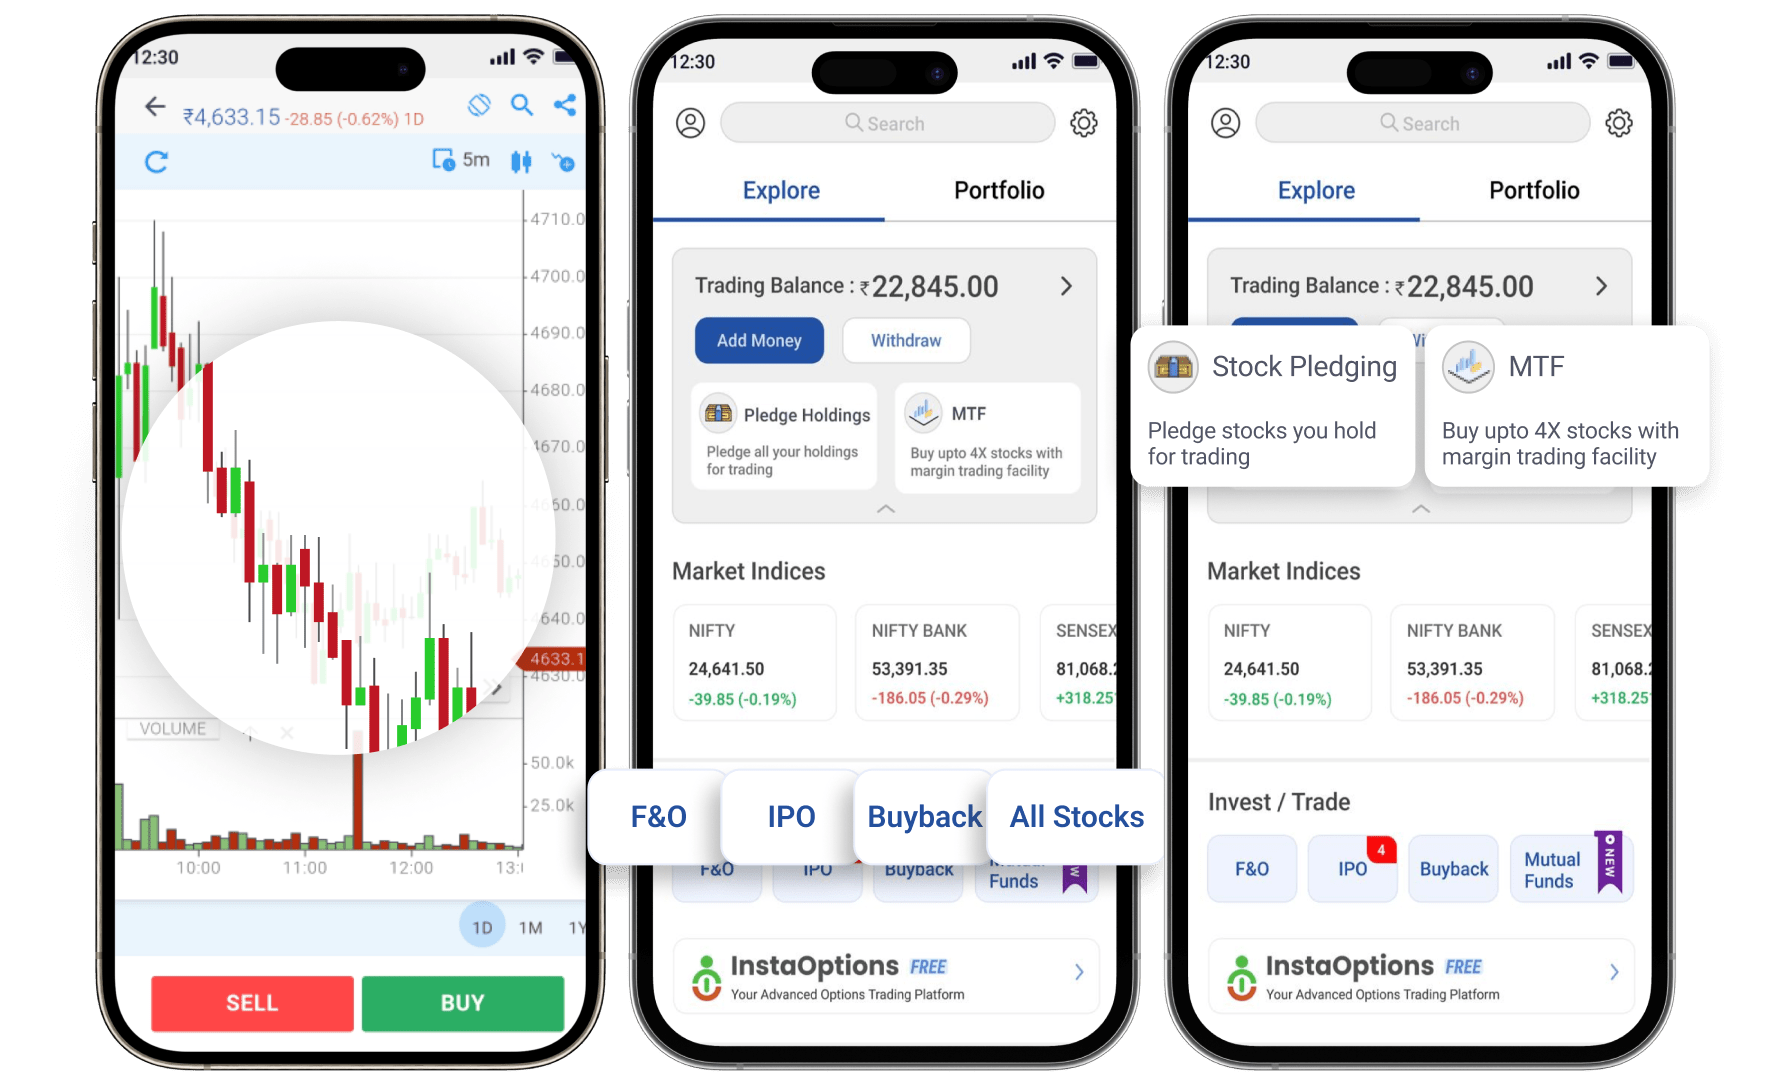 12:30
₹4,633.15 -28.85 (-0.62%) 1D
5m
4710.0
4700.0
4690.0
4680.0
4670.0
4650.0
4640.0
4633.1
4630.0
VOLUME
50.0k
25.0k
10:00 11:00 12:00
1D 1M 1Y
SELL BUY
12:30
Search
Explore Portfolio
Trading Balance : ₹22,845.00
Add Money Withdraw
Pledge Holdings
Pledge all your holdings
for trading
MTF
Buy upto 4X stocks with
margin trading facility
Market Indices
NIFTY
24,641.50
-39.85 (-0.19%)
NIFTY BANK
53,391.35
-186.05 (-0.29%)
SENSEX
81,068.2
+318.25
F&O IPO Buyback All Stocks
F&O IPO Buyback
Mutual
Funds
InstaOptions FREE
Your Advanced Options Trading Platform
12:30
Search
Explore Portfolio
Trading Balance : ₹22,845.00
Stock Pledging
Pledge stocks you hold
for trading
MTF
Buy upto 4X stocks with
margin trading facility
Market Indices
NIFTY
24,641.50
-39.85 (-0.19%)
NIFTY BANK
53,391.35
-186.05 (-0.29%)
SENSEX
81,068.2
+318.25
Invest / Trade
F&O
IPO
4
Buyback
Mutual
Funds
NEW
InstaOptions FREE
Your Advanced Options Trading Platform